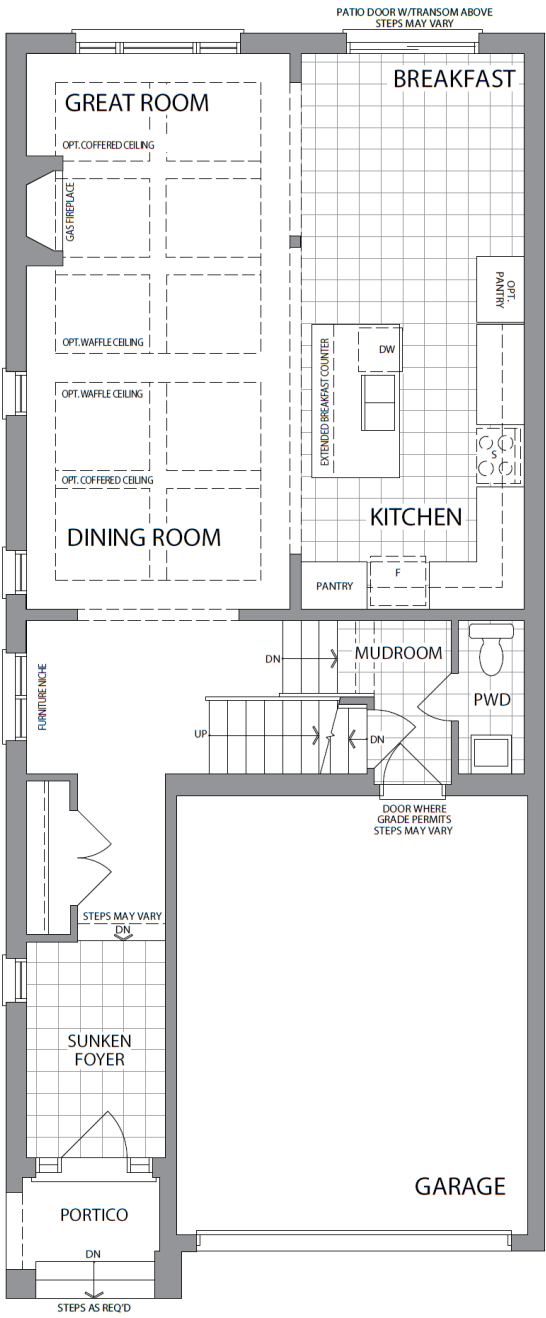 PATIO DOOR W/TRANSOM ABOVE
STEPS MAY VARY
BREAKFAST
GREAT ROOM
OPT. COFFERED CEILING
GAS FIREPLACE
OPT.
PANTRY
OPT. WAFFLE CEILING
DW
EXTENDED BREAKFAST COUNTER
OPT. WAFFLE CEILING
S
OPT. COFFERED CEILING
KITCHEN
DINING ROOM
F
PANTRY
DN
MUDROOM
FURNITURE NICHE
PWD
UP
DN
DOOR WHERE
GRADE PERMITS
STEPS MAY VARY
STEPS MAY VARY
DN
SUNKEN
FOYER
GARAGE
PORTICO
DN
STEPS AS REQ'D